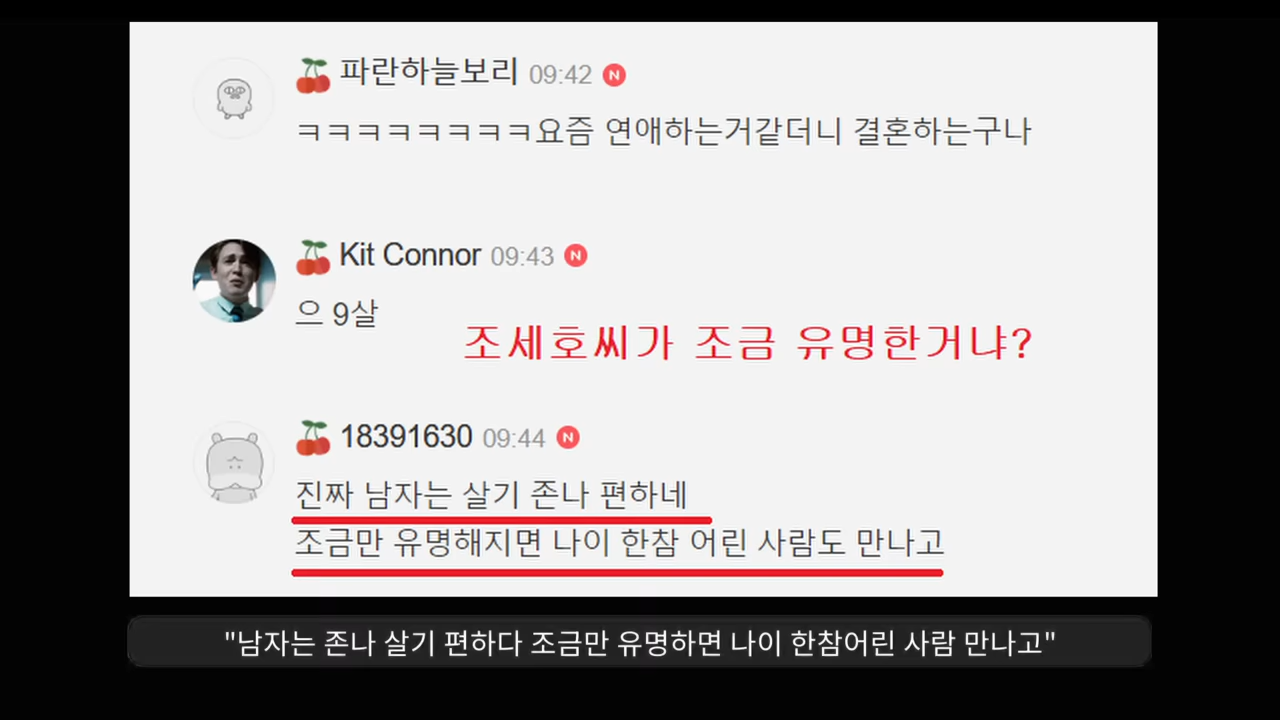 파란하늘보리 09:42 N
ㅋㅋㅋㅋㅋㅋㅋㅋ요즘 연애하는거같더니 결혼하는구나
Kit Connor 09:43 N
으 9살
조세호씨가 조금 유명한거냐?
18391630 09:44 N
진짜 남자는 살기 존나 편하네
조금만 유명해지면 나이 한참 어린 사람도 만나고
"남자는 존나 살기 편하다 조금만 유명하면 나이 한참어린 사람 만나고"